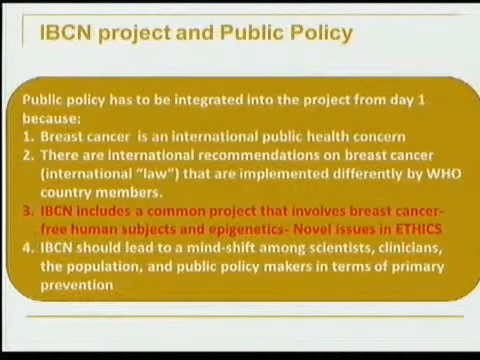 IBCN project and Public Policy
Public policy has to be integrated into the project from day 1
because:
1. Breast cancer is an international public health concern
2. There are international recommendations on breast cancer
(international “law”) that are implemented differently by WHO
country members.
3. IBCN includes a common project that involves breast cancer-
free human subjects and epigenetics- Novel issues in ETHICS
4. IBCN should lead to a mind-shift among scientists, clinicians,
the population, and public policy makers in terms of primary
prevention